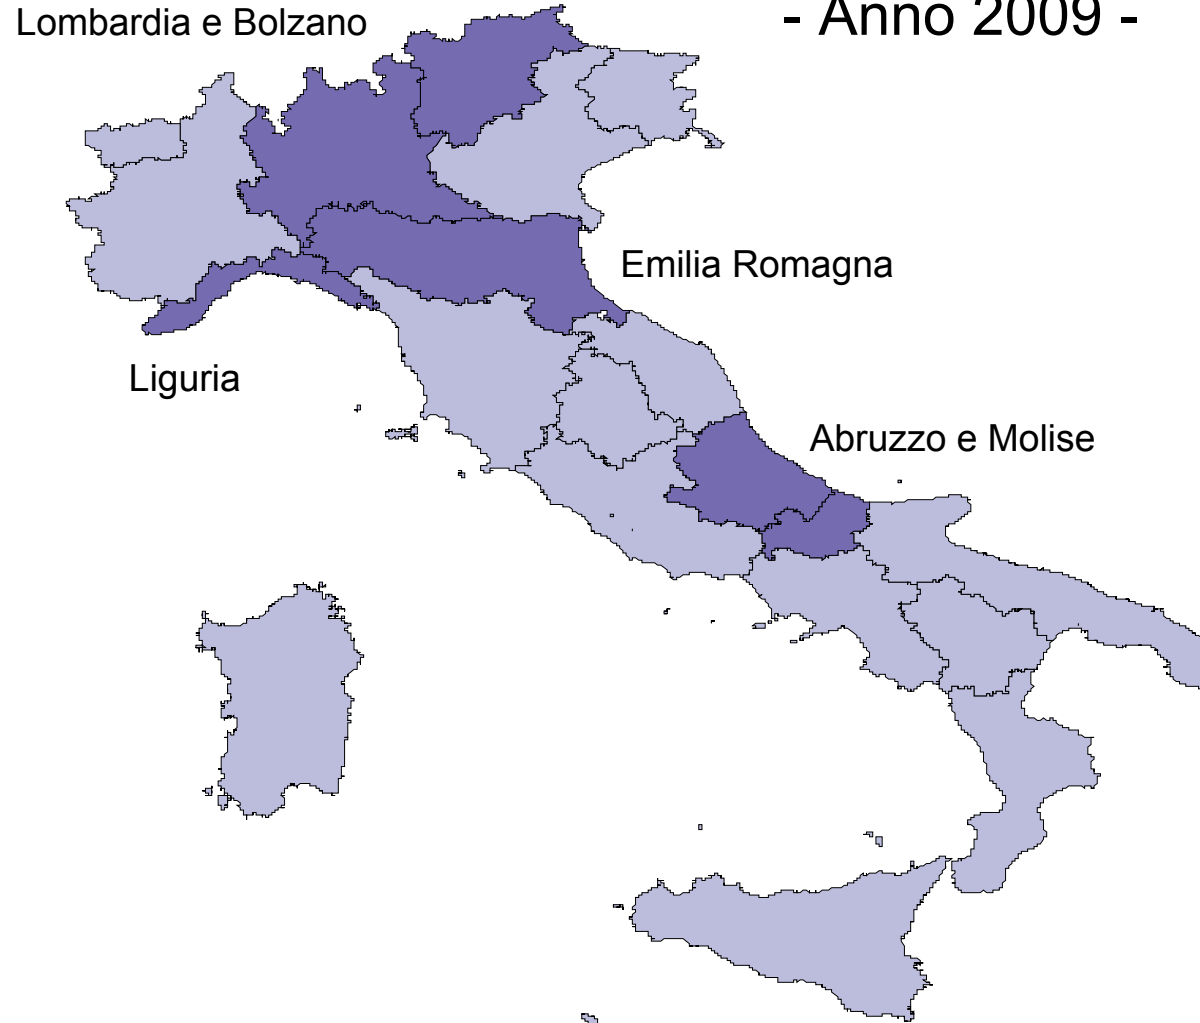 Lombardia e Bolzano
- Anno 2009 -
Emilia Romagna
Liguria
Abruzzo e Molise